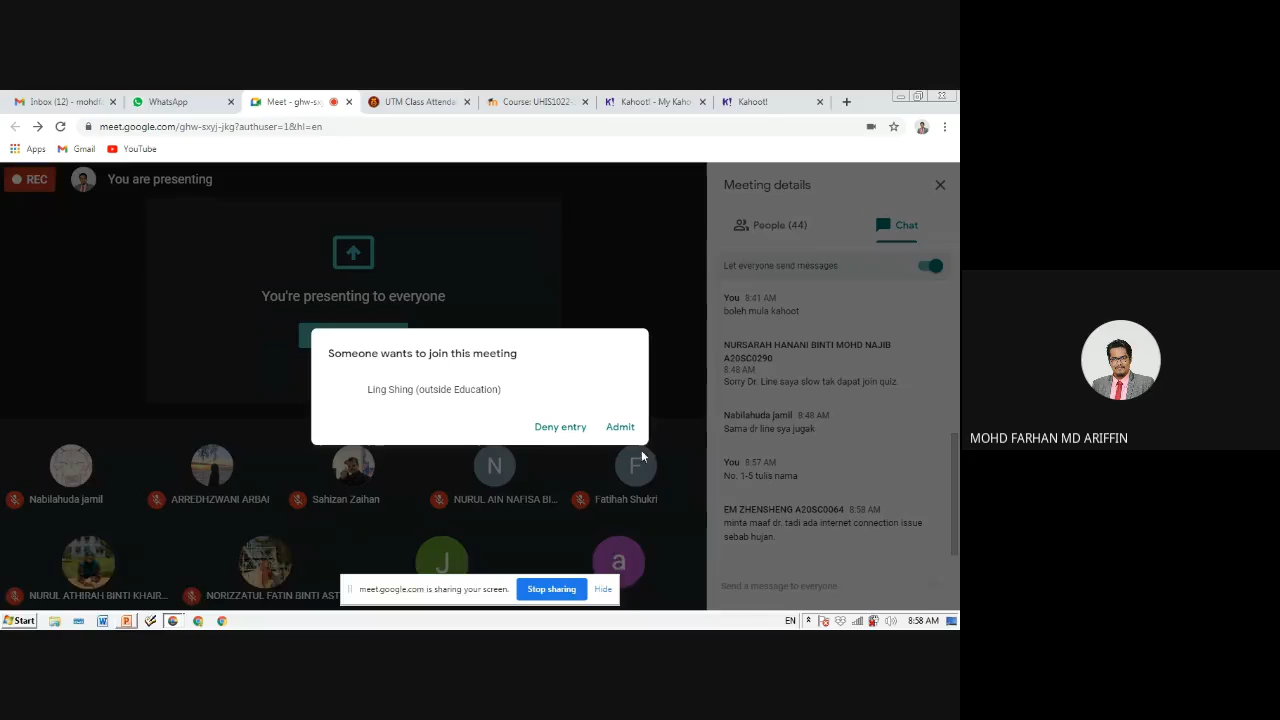 Inbox (12) - mohdf
WhatsApp
Meet - ghw-sxy
UTM Class Attenda
Course: UHIS1022-
Kahoot! - My Kaho
Kahoot!
meet.google.com/ghw-sxyj-jkg?authuser=1&hl=en
Apps
Gmail
YouTube
REC
You are presenting
Meeting details
People (44)
Chat
Let everyone send messages
You're presenting to everyone
You 8:41 AM
boleh mula kahoot
NURSARAH HANANI BINTI MOHD NAJIB
A20SC0290
8:48 AM
Sorry Dr. Line saya slow tak dapat join quiz.
Nabilahuda jamil 8:48 AM
Sama dr line sya jugak
You 8:57 AM
No. 1-5 tulis nama
EM ZHENSHENG A20SC0064 8:58 AM
minta maaf dr. tadi ada internet connection issue
sebab hujan.
Send a message to everyone
Someone wants to join this meeting
Ling Shing (outside Education)
Deny entry
Admit
N
F
Nabilahuda jamil
ARREDHZWANI ARBAI
Sahizan Zaihan
NURUL AIN NAFISA BI...
Fatihah Shukri
J
a
NURUL ATHIRAH BINTI KHAIR...
NORIZZATUL FATIN BINTI AST
meet.google.com is sharing your screen.
Stop sharing
Hide
Start
EN
8:58 AM
MOHD FARHAN MD ARIFFIN